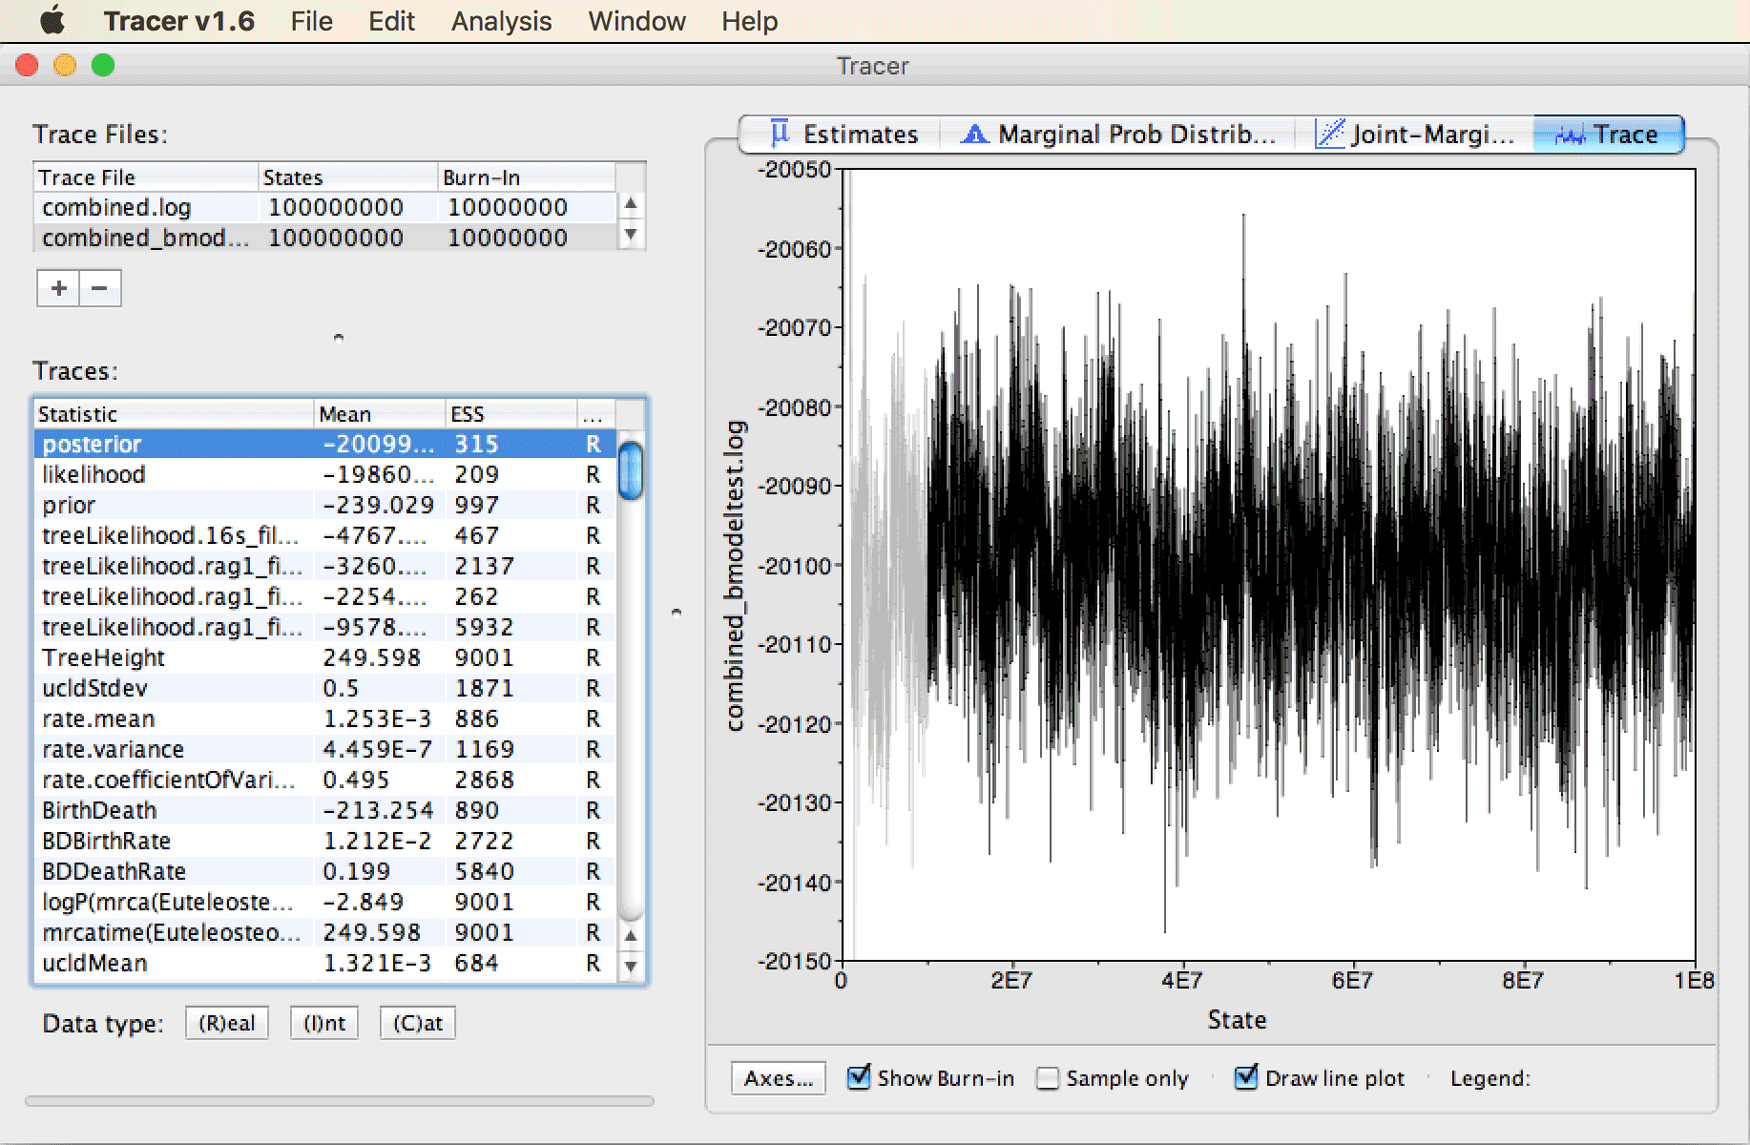 Tracer v1.6 File Edit Analysis Window Help
Tracer
Trace Files:
Trace File States Burn-In
combined.log 100000000 10000000
combined_bmod... 100000000 10000000
+ −
Traces:
Statistic Mean ESS ...
posterior -20099... 315 R
likelihood -19860... 209 R
prior -239.029 997 R
treeLikelihood.16s_fil... -4767.... 467 R
treeLikelihood.rag1_fi... -3260.... 2137 R
treeLikelihood.rag1_fi... -2254.... 262 R
treeLikelihood.rag1_fi... -9578.... 5932 R
TreeHeight 249.598 9001 R
ucldStdev 0.5 1871 R
rate.mean 1.253E-3 886 R
rate.variance 4.459E-7 1169 R
rate.coefficientOfVari... 0.495 2868 R
BirthDeath -213.254 890 R
BDBirthRate 1.212E-2 2722 R
BDDeathRate 0.199 5840 R
logP(mrca(Euteleoste... -2.849 9001 R
mrcatime(Euteleosteo... 249.598 9001 R
ucldMean 1.321E-3 684 R
Data type: (R)eal (I)nt (C)at
μ Estimates Marginal Prob Distrib... Joint-Margi... Trace
combined_bmodeltest.log
-20050
-20060
-20070
-20080
-20090
-20100
-20110
-20120
-20130
-20140
-20150
0 2E7 4E7 6E7 8E7 1E8
State
Axes... Show Burn-in Sample only Draw line plot Legend: